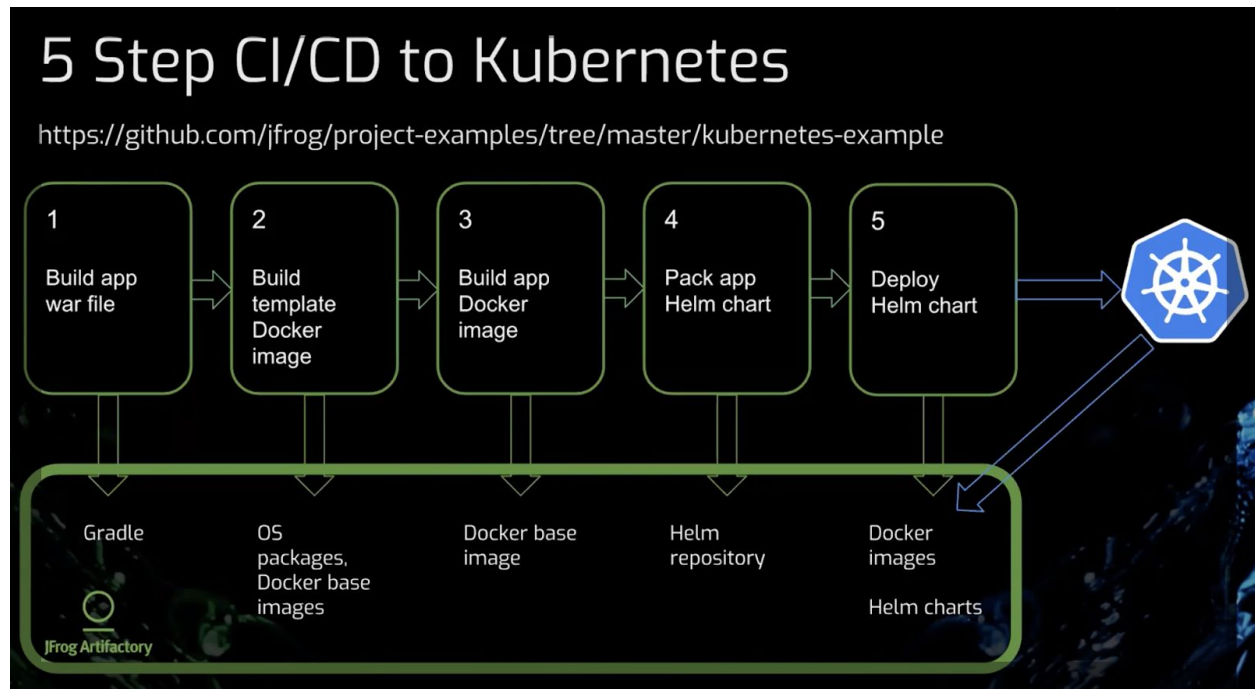 5 Step CI/CD to Kubernetes
https://github.com/jfrog/project-examples/tree/master/kubernetes-example
1
Build app
war file
2
Build
template
Docker
image
3
Build app
Docker
image
4
Pack app
Helm chart
5
Deploy
Helm chart
Gradle
OS
packages,
Docker base
images
Docker base
image
Helm
repository
Docker
images
Helm charts
JFrog Artifactory